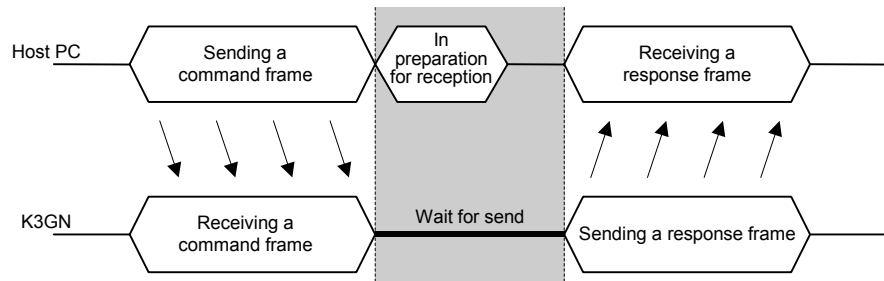 Host PC
Sending a
command frame
In
preparation
for reception
Receiving a
response frame
K3GN
Receiving a
command frame
Wait for send
Sending a response frame